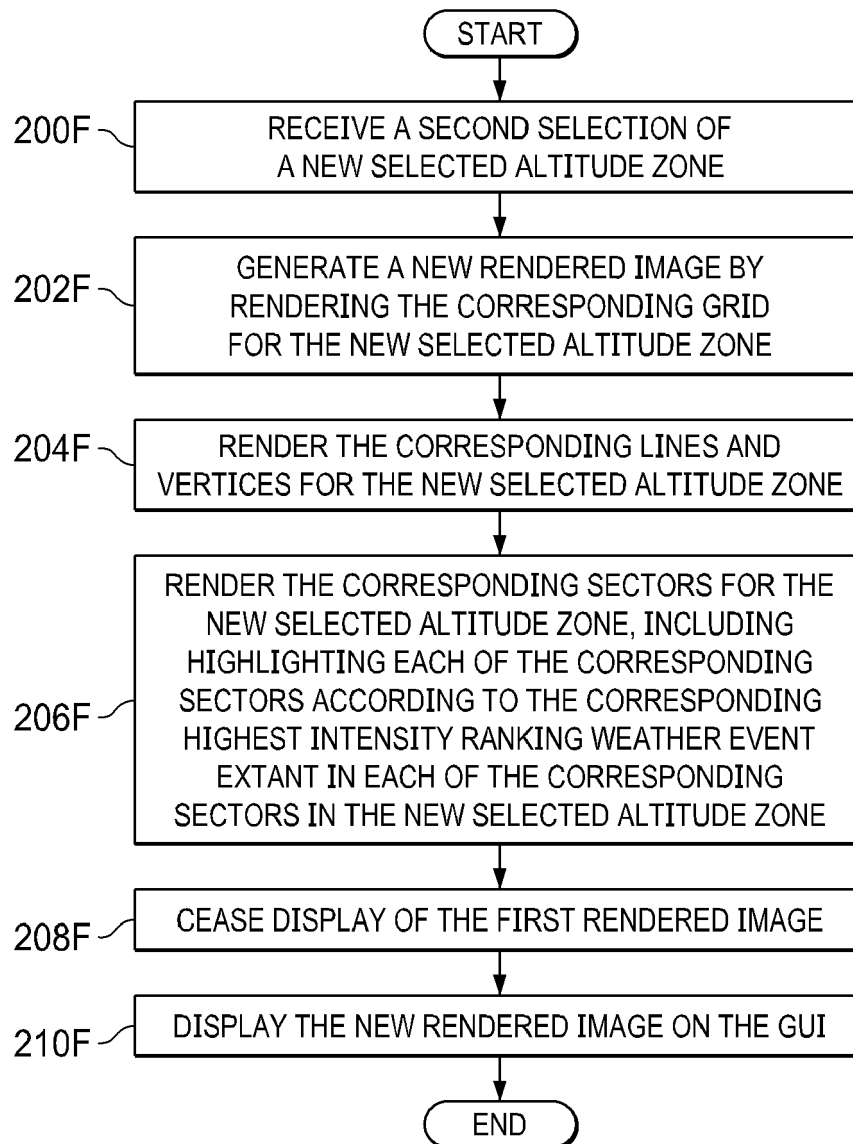 START
200F
RECEIVE A SECOND SELECTION OF
A NEW SELECTED ALTITUDE ZONE
202F
GENERATE A NEW RENDERED IMAGE BY
RENDERING THE CORRESPONDING GRID
FOR THE NEW SELECTED ALTITUDE ZONE
204F
RENDER THE CORRESPONDING LINES AND
VERTICES FOR THE NEW SELECTED ALTITUDE ZONE
206F
RENDER THE CORRESPONDING SECTORS FOR THE
NEW SELECTED ALTITUDE ZONE, INCLUDING
HIGHLIGHTING EACH OF THE CORRESPONDING
SECTORS ACCORDING TO THE CORRESPONDING
HIGHEST INTENSITY RANKING WEATHER EVENT
EXTANT IN EACH OF THE CORRESPONDING
SECTORS IN THE NEW SELECTED ALTITUDE ZONE
208F
CEASE DISPLAY OF THE FIRST RENDERED IMAGE
210F
DISPLAY THE NEW RENDERED IMAGE ON THE GUI
END